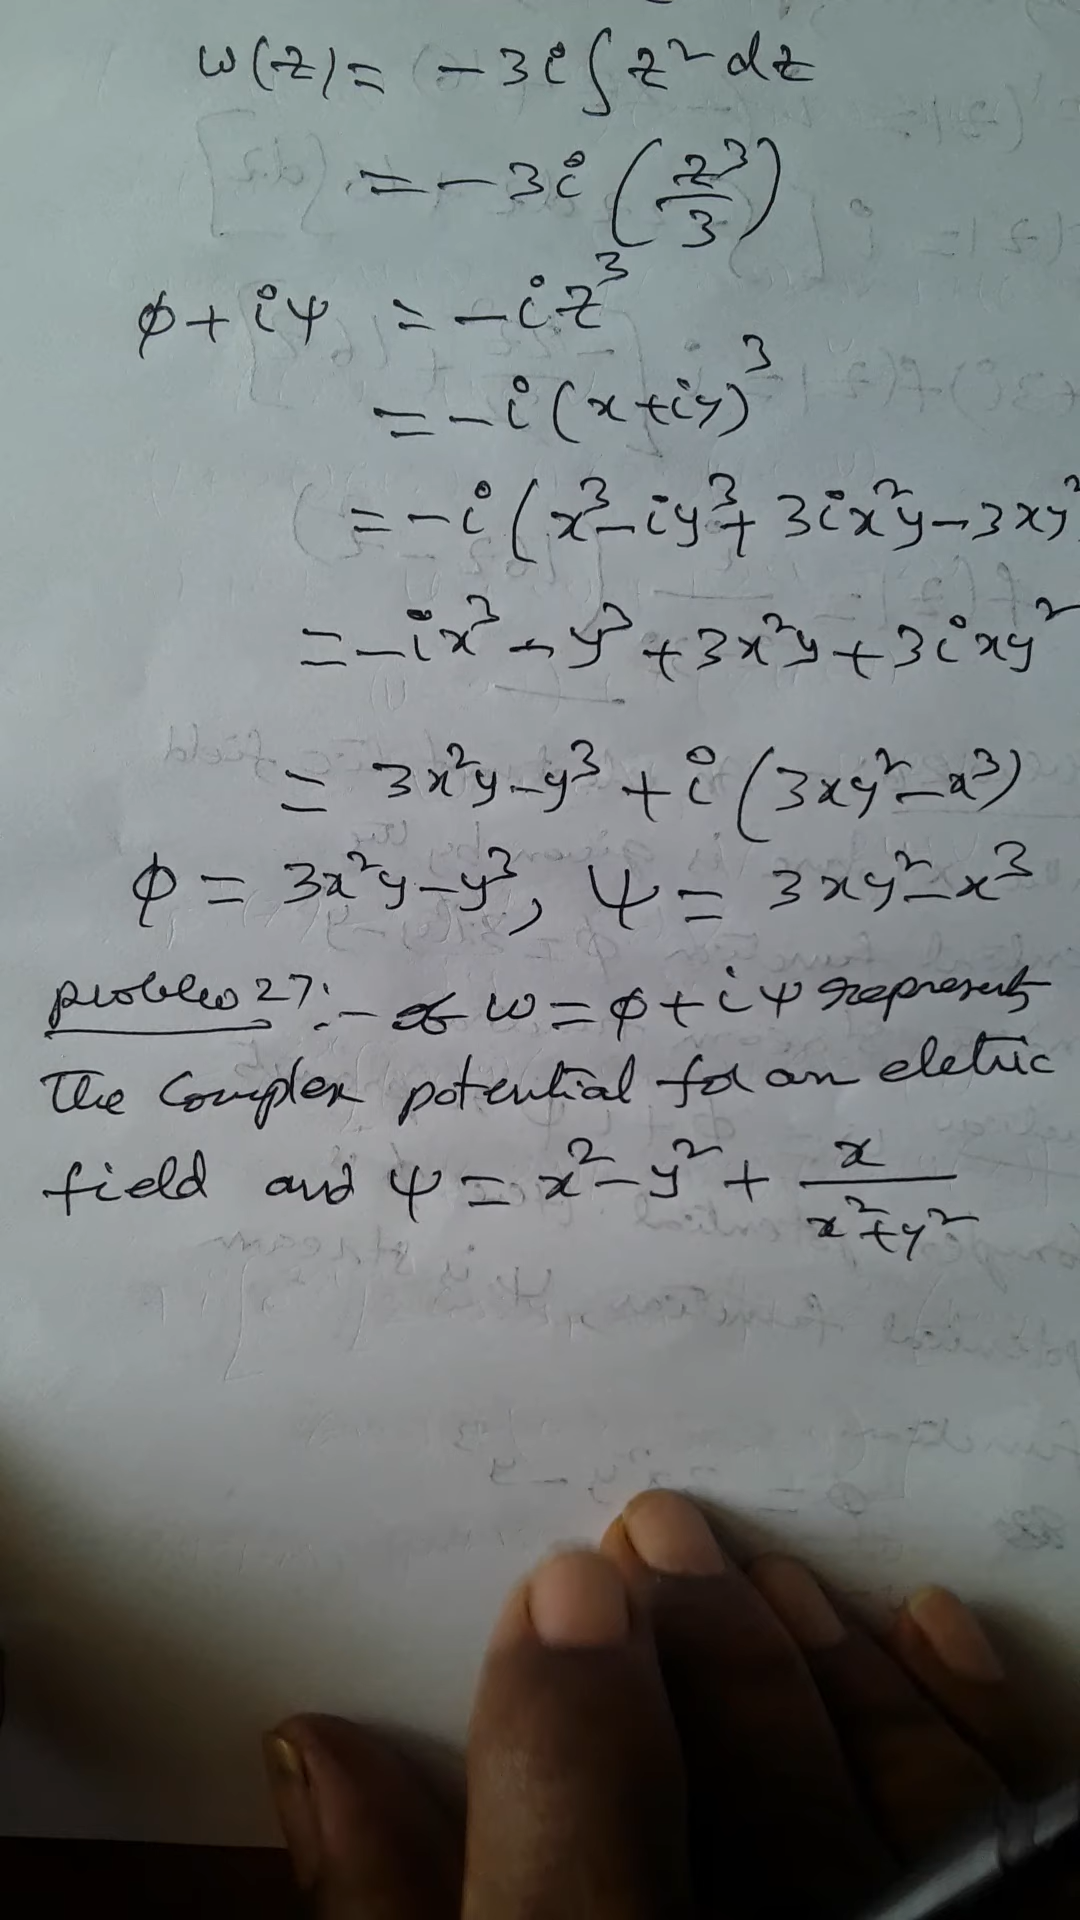 w(z) = -3i ∫ z² dz
= -3i (z³/3)
φ + iψ = -iz³
= -i(x+iy)³
= -i(x³ - iy³ + 3ix²y - 3xy²
= -ix³ - y³ + 3x²y + 3ixy²
= 3x²y - y³ + i(3xy² - x³)
φ = 3x²y - y³, ψ = 3xy² - x³
problem 27:- If w = φ + iψ represents
The Complex potential for an eletric
field and ψ = x² - y² + x/(x²+y²)